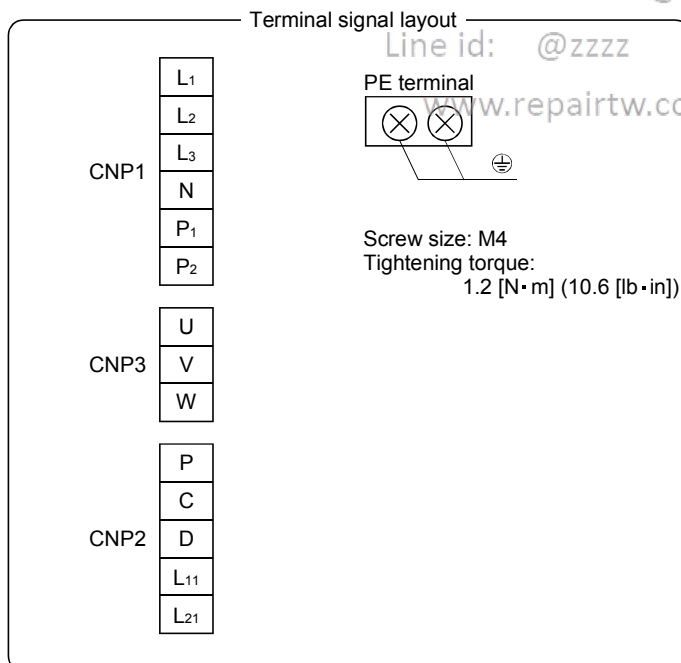 Terminal signal layout
Line id: @zzzz
www.repairtw.co
CNP1
L1
L2
L3
N
P1
P2
CNP3
U
V
W
CNP2
P
C
D
L11
L21
PE terminal
Screw size: M4
Tightening torque:
1.2 [N·m] (10.6 [lb·in])